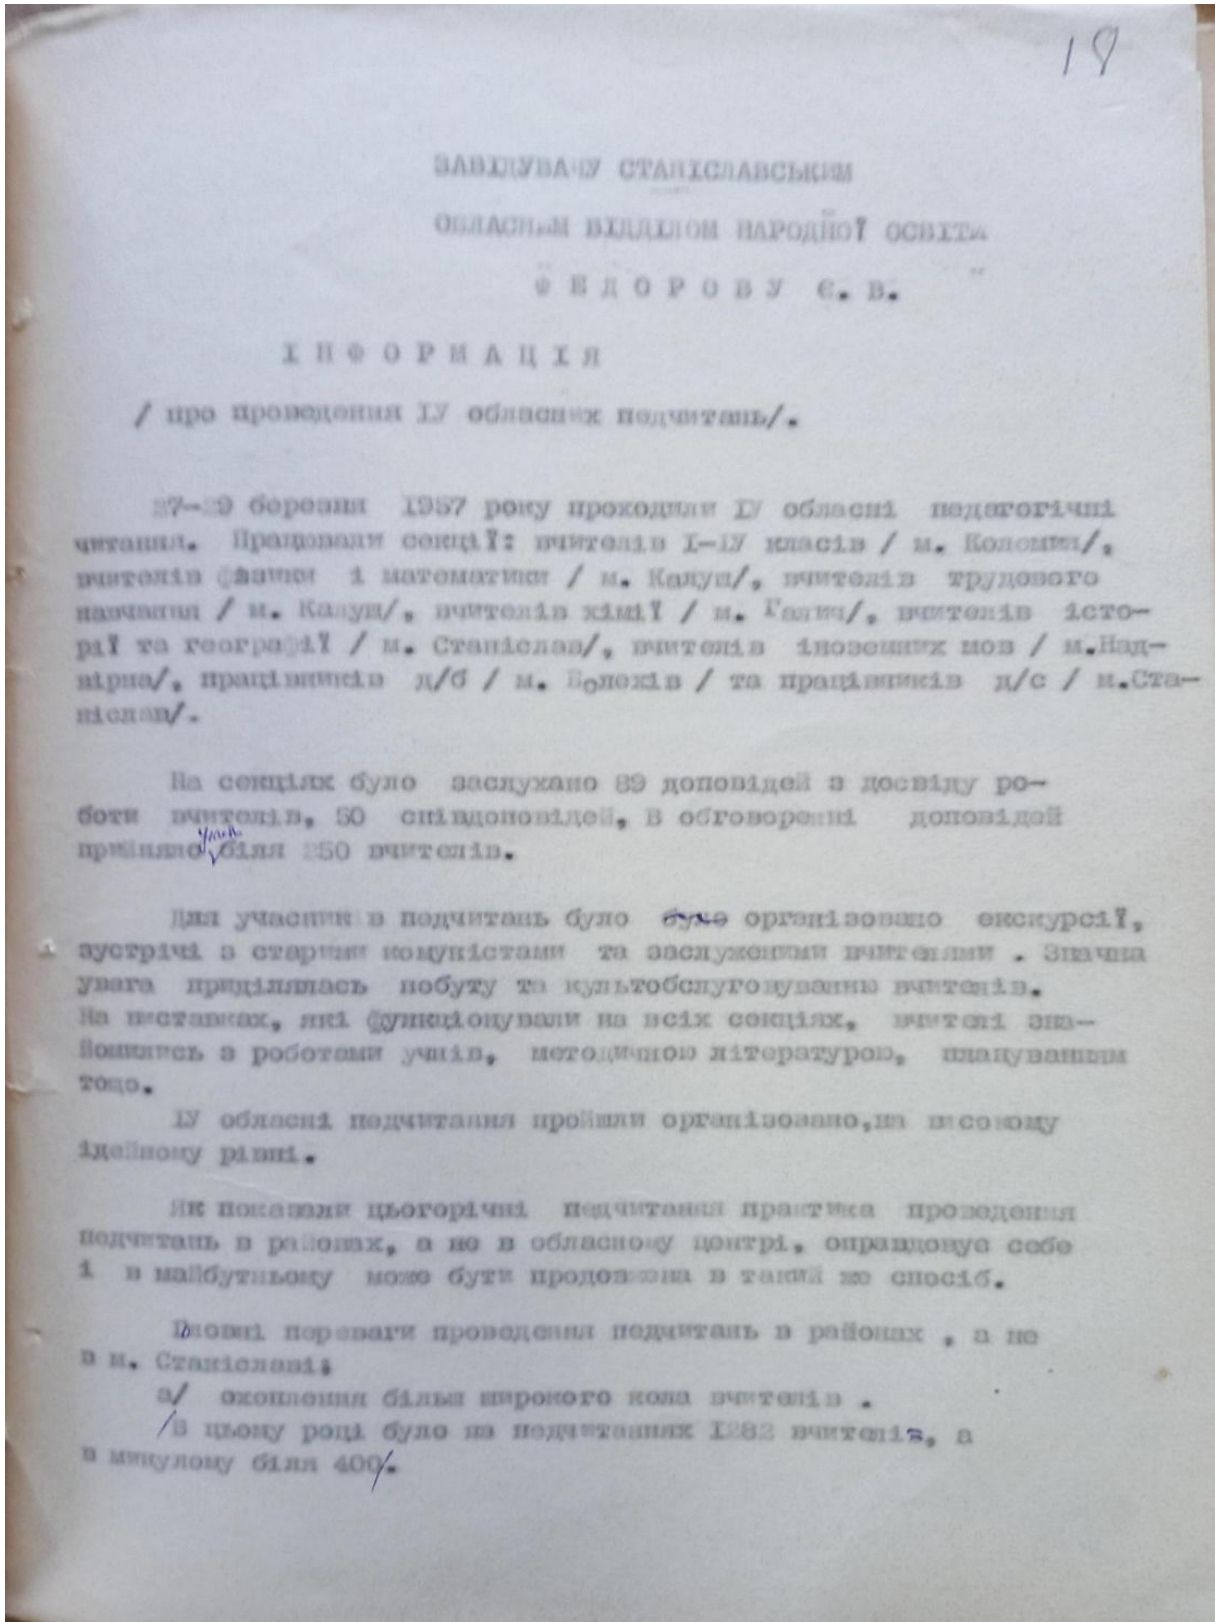 18
ЗАВІДУВАЧУ СТАНІСЛАВСЬКИМ
ОБЛАСНИМ ВІДДІЛОМ НАРОДНОЇ ОСВІТИ
Ф Е Д О Р О В У Є. В.
І Н Ф О Р М А Ц І Я
/ про проведення ІУ обласних педчитань/.
27-29 березня 1957 року проходили ІУ обласні педагогічні
читання. Працювали секції: вчителів І-ІУ класів / м. Коломия/,
вчителів фізики і математики / м. Калуш/, вчителів трудового
навчання / м. Калуш/, вчителів хімії / м. Галич/, вчителів істо-
рії та географії / м. Станіслав/, вчителів іноземних мов / м.Над-
вірна/, працівників д/б / м. Болехів / та працівників д/с / м.Ста-
ніслав/.
На секціях було заслухано 89 доповідей з досвіду ро-
боти вчителів, 50 співдоповідей, В обговоренні доповідей
прийняло участь біля 250 вчителів.
Для учасників педчитань було було організовано екскурсії,
зустрічі з старими комуністами та заслуженими вчителями . Значна
увага приділялась побуту та культобслуговуванню вчителів.
На виставках, які функціонували на всіх секціях, вчителі зна-
йомились з роботами учнів, методичною літературою, плануванням
тощо.
ІУ обласні педчитання пройшли організовано,на високому
ідейному рівні.
Як показали цьогорічні педчитання практика проведення
педчитань в районах, а не в обласному центрі, оправдовує себе
і в майбутньому може бути продовжена в такий же спосіб.
переваги проведення педчитань в районах , а не
в м. Станіславі:
а/ охоплення більш широкого кола вчителів .
/В цьому році було на педчитаннях 1282 вчителів, а
в минулому біля 400/.